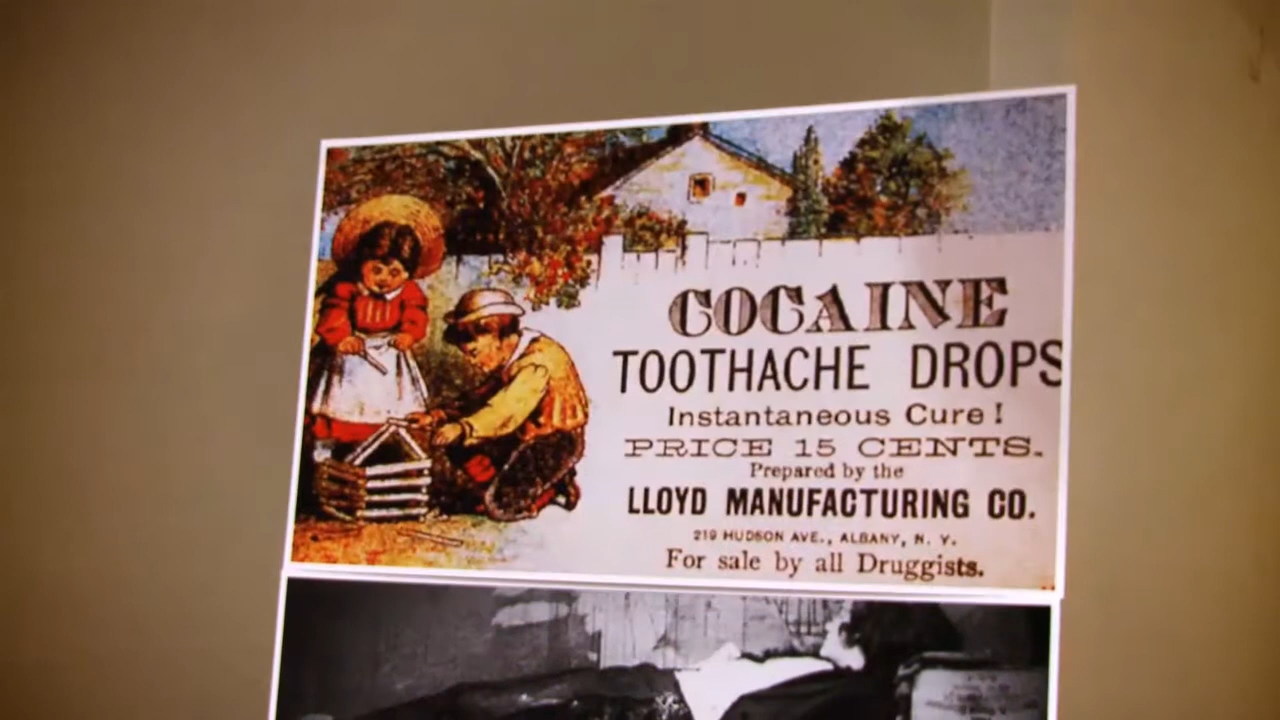 COCAINE
TOOTHACHE DROPS
Instantaneous Cure!
PRICE 15 CENTS.
Prepared by the
LLOYD MANUFACTURING CO.
219 HUDSON AVE., ALBANY, N. Y.
For sale by all Druggists.